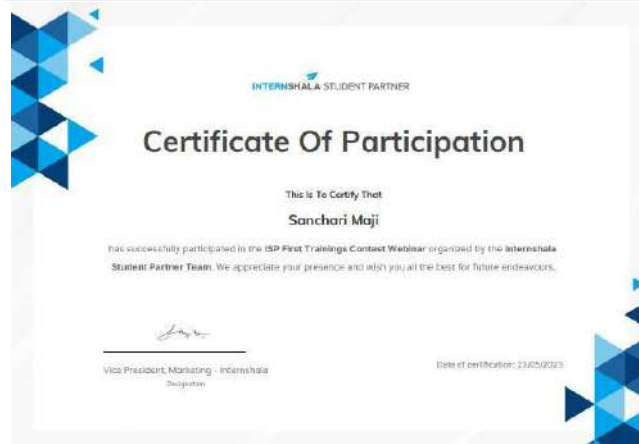 INTERNSHALA STUDENT PARTNER
Certificate Of Participation
This Is To Certify That
Sanchari Maji
has successfully participated in the ISP First Trainings Contest Webinar organized by the Internshala
Student Partner Team. We appreciate your presence and wish you all the best for future endeavours.
Vice President, Marketing - Internshala
Designation
Date of certification: 23/05/2023